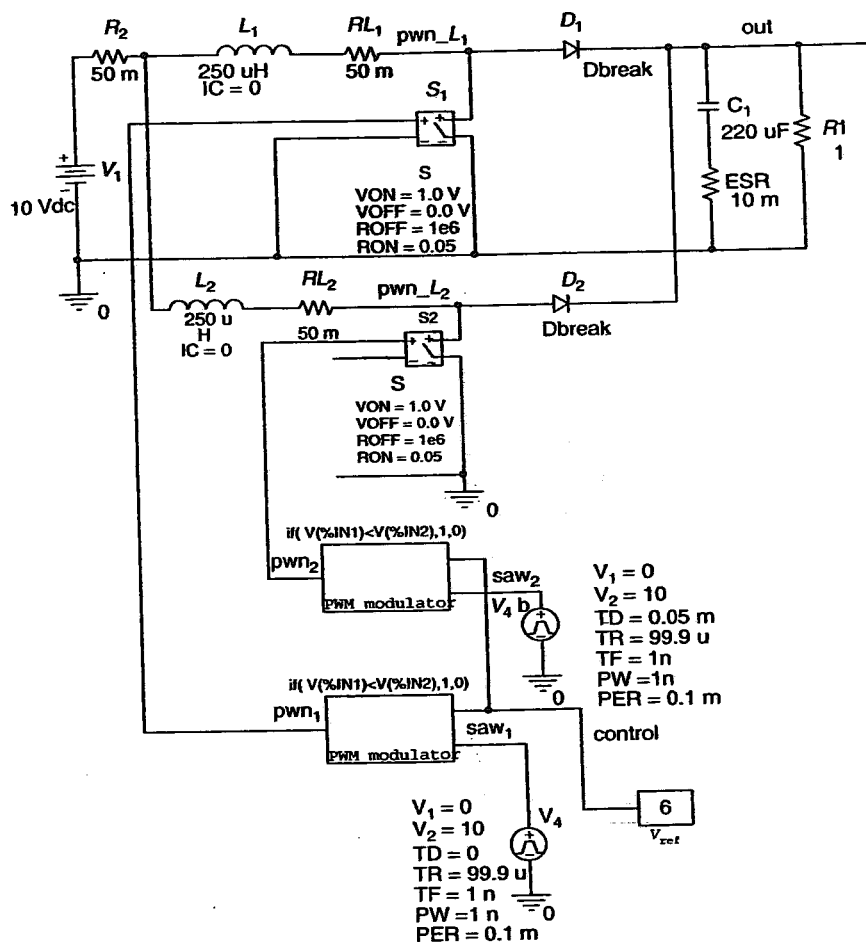 R2
50 m
L1
250 uH
IC = 0
RL1
50 m
pwn_L1
D1
Dbreak
out
S1
+ +
- -
S
VON = 1.0 V
VOFF = 0.0 V
ROFF = 1e6
RON = 0.05
C1
220 uF
R1
1
ESR
10 m
+
V1
-
10 Vdc
0
L2
250 u
H
IC = 0
RL2
50 m
pwn_L2
S2
+ +
- -
D2
Dbreak
S
VON = 1.0 V
VOFF = 0.0 V
ROFF = 1e6
RON = 0.05
0
if( V(%IN1)<V(%IN2),1,0)
pwn2
PWM modulator
saw2
V4 b
+
0
V1 = 0
V2 = 10
TD = 0.05 m
TR = 99.9 u
TF = 1n
PW =1n
PER = 0.1 m
if( V(%IN1)<V(%IN2),1,0)
pwn1
PWM modulator
saw1
control
6
Vref
V4
+
0
V1 = 0
V2 = 10
TD = 0
TR = 99.9 u
TF = 1 n
PW =1 n
PER = 0.1 m